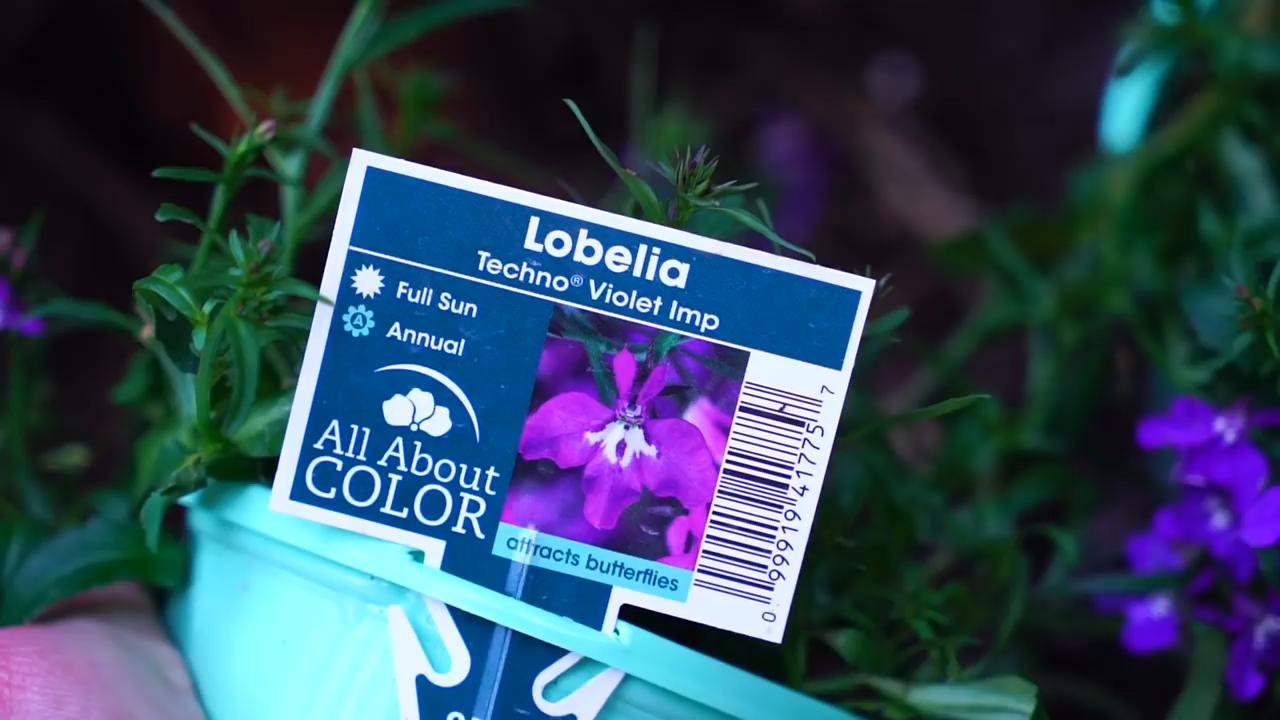 Lobelia
Techno® Violet Imp
Full Sun
A
Annual
All About
COLOR
attracts butterflies
0 99919 41775 7